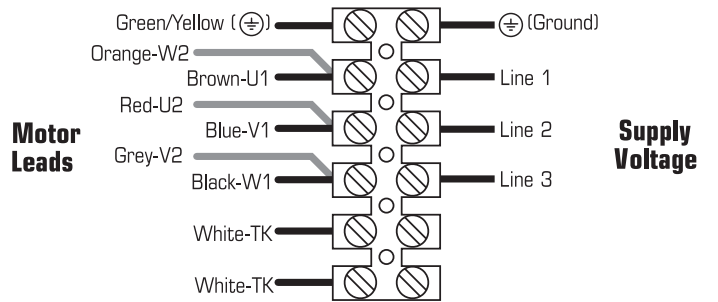 Green/Yellow (⏚)
(Ground)
Orange-W2
Brown-U1
Line 1
Red-U2
Blue-V1
Line 2
Motor
Leads
Supply
Voltage
Grey-V2
Black-W1
Line 3
White-TK
White-TK